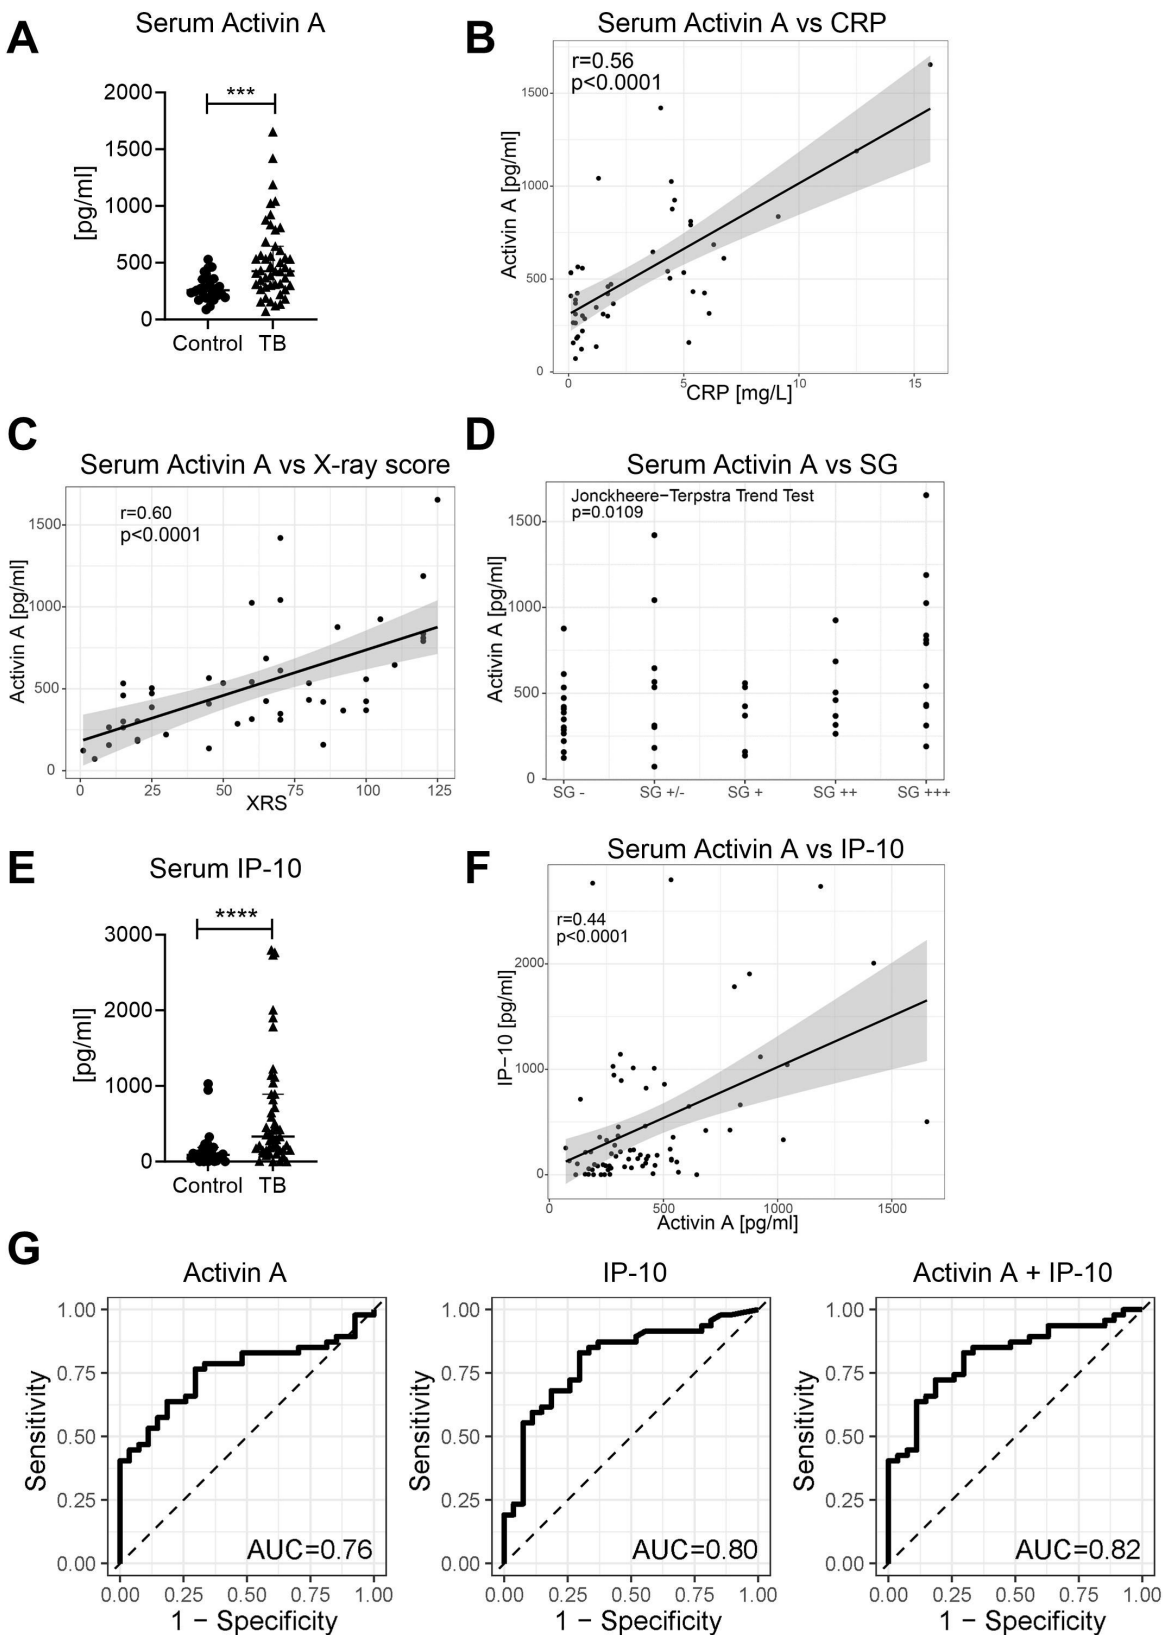 A
Serum Activin A
***
[pg/ml]
2000
1500
1000
500
0
Control TB
B
Serum Activin A vs CRP
r=0.56
p<0.0001
Activin A [pg/ml]
1500
1000
500
0
0 5 10 15
CRP [mg/L]
C
Serum Activin A vs X-ray score
r=0.60
p<0.0001
Activin A [pg/ml]
1500
1000
500
0
0 25 50 75 100 125
XRS
D
Serum Activin A vs SG
Jonckheere−Terpstra Trend Test
p=0.0109
Activin A [pg/ml]
1500
1000
500
0
SG - SG +/- SG + SG ++ SG +++
E
Serum IP-10
****
[pg/ml]
3000
2000
1000
0
Control TB
F
Serum Activin A vs IP-10
r=0.44
p<0.0001
IP−10 [pg/ml]
2000
1000
0
0 500 1000 1500
Activin A [pg/ml]
G
Activin A
Sensitivity
1.00
0.75
0.50
0.25
0.00
AUC=0.76
0.00 0.25 0.50 0.75 1.00
1 − Specificity
IP-10
Sensitivity
1.00
0.75
0.50
0.25
0.00
AUC=0.80
0.00 0.25 0.50 0.75 1.00
1 − Specificity
Activin A + IP-10
Sensitivity
1.00
0.75
0.50
0.25
0.00
AUC=0.82
0.00 0.25 0.50 0.75 1.00
1 − Specificity